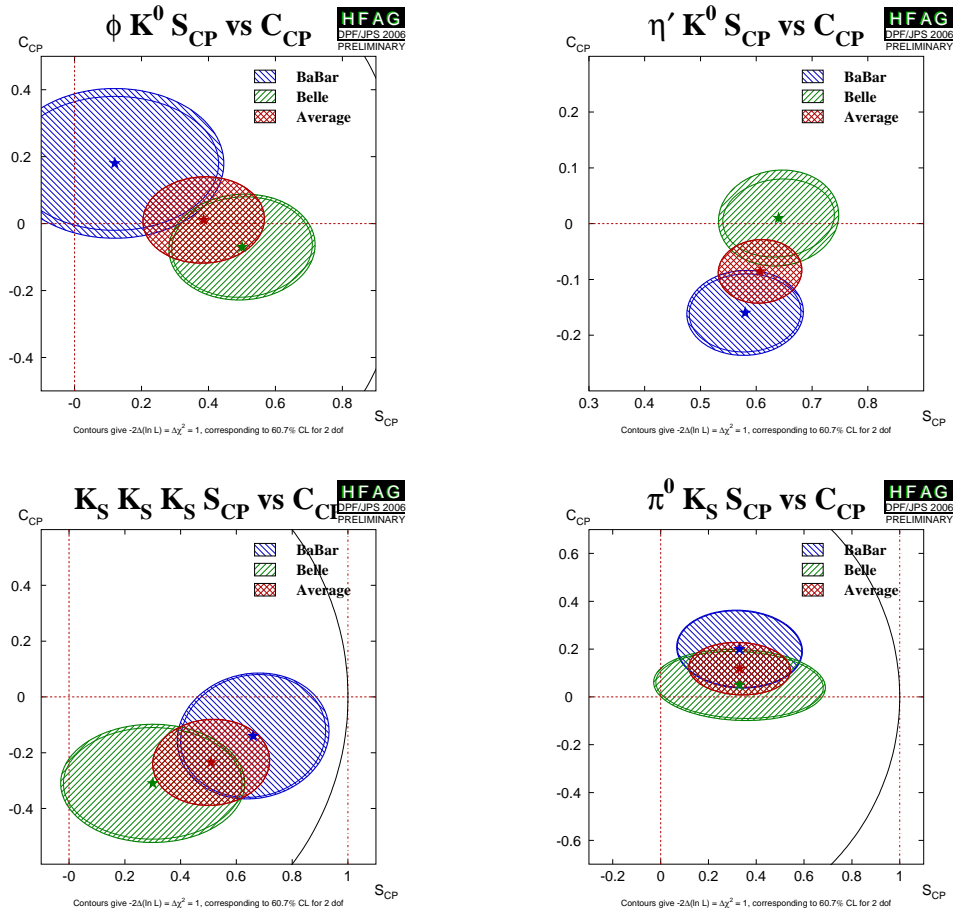 ϕ K⁰ S_CP vs C_CP
HFAG
DPF/JPS 2006
PRELIMINARY
C_CP
BaBar
Belle
Average
0.4
0.2
0
-0.2
-0.4
-0 0.2 0.4 0.6 0.8
S_CP
Contours give -2Δ(ln L) = Δχ² = 1, corresponding to 60.7% CL for 2 dof
η′ K⁰ S_CP vs C_CP
HFAG
DPF/JPS 2006
PRELIMINARY
C_CP
BaBar
Belle
Average
0.2
0.1
0
-0.1
-0.2
0.3 0.4 0.5 0.6 0.7 0.8
S_CP
Contours give -2Δ(ln L) = Δχ² = 1, corresponding to 60.7% CL for 2 dof
K_S K_S K_S S_CP vs C_CP
HFAG
DPF/JPS 2006
PRELIMINARY
C_CP
BaBar
Belle
Average
0.4
0.2
0
-0.2
-0.4
-0 0.2 0.4 0.6 0.8 1
S_CP
Contours give -2Δ(ln L) = Δχ² = 1, corresponding to 60.7% CL for 2 dof
π⁰ K_S S_CP vs C_CP
HFAG
DPF/JPS 2006
PRELIMINARY
C_CP
BaBar
Belle
Average
0.6
0.4
0.2
0
-0.2
-0.4
-0.6
0 0.2 0.4 0.6 0.8 1
S_CP
Contours give -2Δ(ln L) = Δχ² = 1, corresponding to 60.7% CL for 2 dof